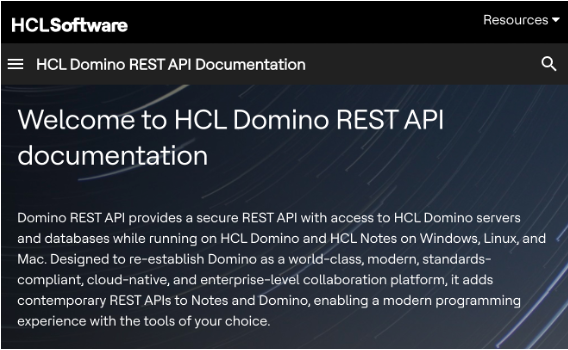 HCLSoftware
Resources
HCL Domino REST API Documentation
Welcome to HCL Domino REST API
documentation
Domino REST API provides a secure REST API with access to HCL Domino servers
and databases while running on HCL Domino and HCL Notes on Windows, Linux, and
Mac. Designed to re-establish Domino as a world-class, modern, standards-
compliant, cloud-native, and enterprise-level collaboration platform, it adds
contemporary REST APIs to Notes and Domino, enabling a modern programming
experience with the tools of your choice.